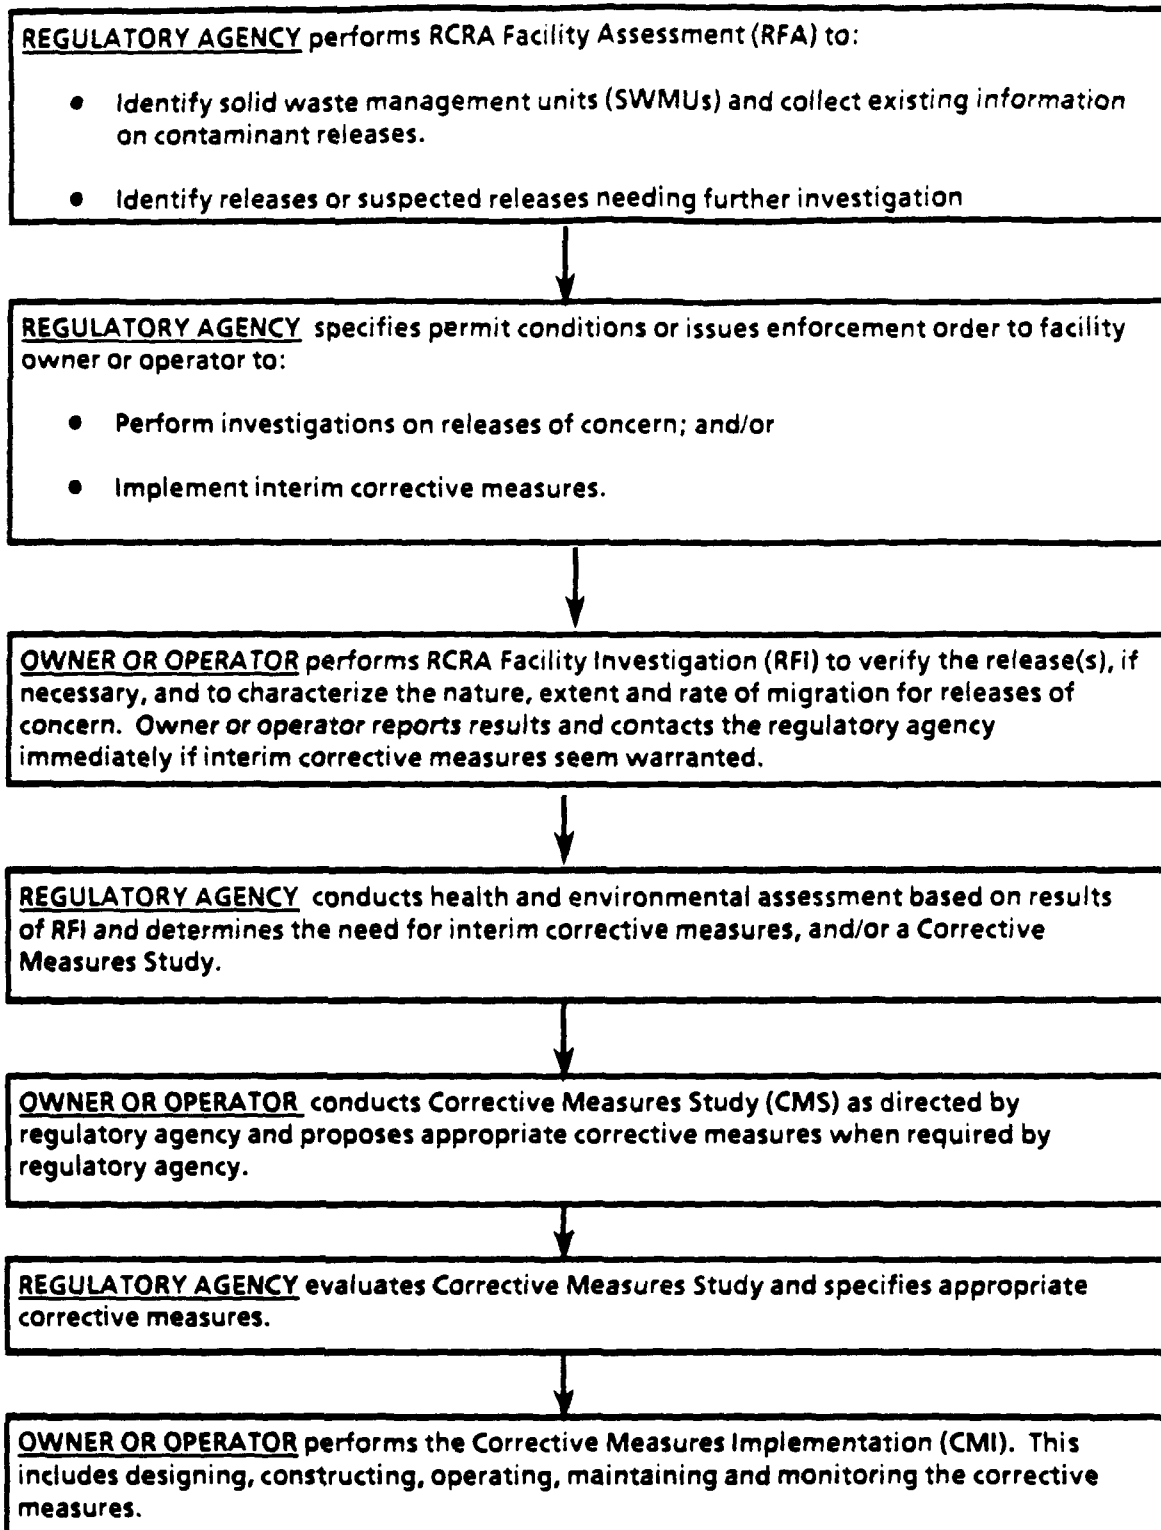 REGULATORY AGENCY performs RCRA Facility Assessment (RFA) to:
● Identify solid waste management units (SWMUs) and collect existing information
on contaminant releases.
● Identify releases or suspected releases needing further investigation
REGULATORY AGENCY specifies permit conditions or issues enforcement order to facility
owner or operator to:
● Perform investigations on releases of concern; and/or
● Implement interim corrective measures.
OWNER OR OPERATOR performs RCRA Facility Investigation (RFI) to verify the release(s), if
necessary, and to characterize the nature, extent and rate of migration for releases of
concern. Owner or operator reports results and contacts the regulatory agency
immediately if interim corrective measures seem warranted.
REGULATORY AGENCY conducts health and environmental assessment based on results
of RFI and determines the need for interim corrective measures, and/or a Corrective
Measures Study.
OWNER OR OPERATOR conducts Corrective Measures Study (CMS) as directed by
regulatory agency and proposes appropriate corrective measures when required by
regulatory agency.
REGULATORY AGENCY evaluates Corrective Measures Study and specifies appropriate
corrective measures.
OWNER OR OPERATOR performs the Corrective Measures Implementation (CMI). This
includes designing, constructing, operating, maintaining and monitoring the corrective
measures.